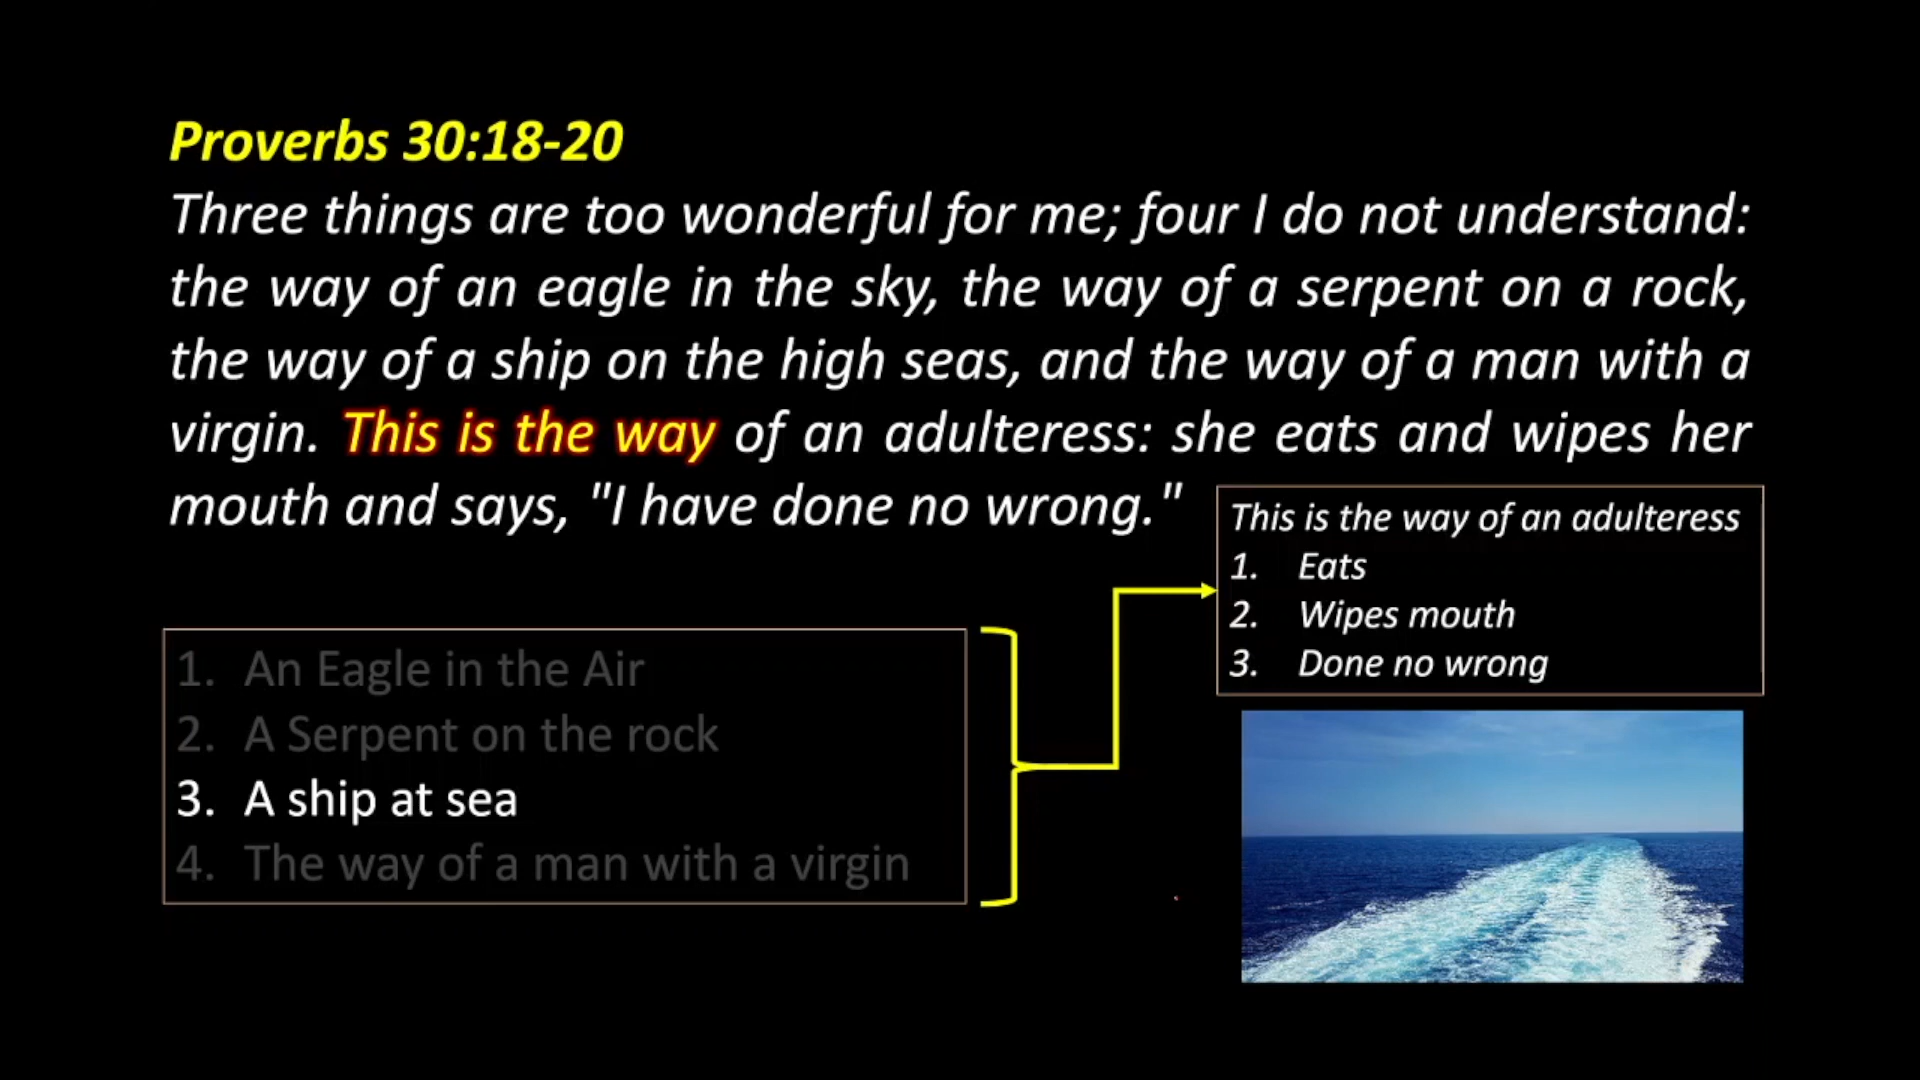 Proverbs 30:18-20
Three things are too wonderful for me; four I do not understand:
the way of an eagle in the sky, the way of a serpent on a rock,
the way of a ship on the high seas, and the way of a man with a
virgin. This is the way of an adulteress: she eats and wipes her
mouth and says, "I have done no wrong."
This is the way of an adulteress
1. Eats
2. Wipes mouth
3. Done no wrong
1. An Eagle in the Air
2. A Serpent on the rock
3. A ship at sea
4. The way of a man with a virgin